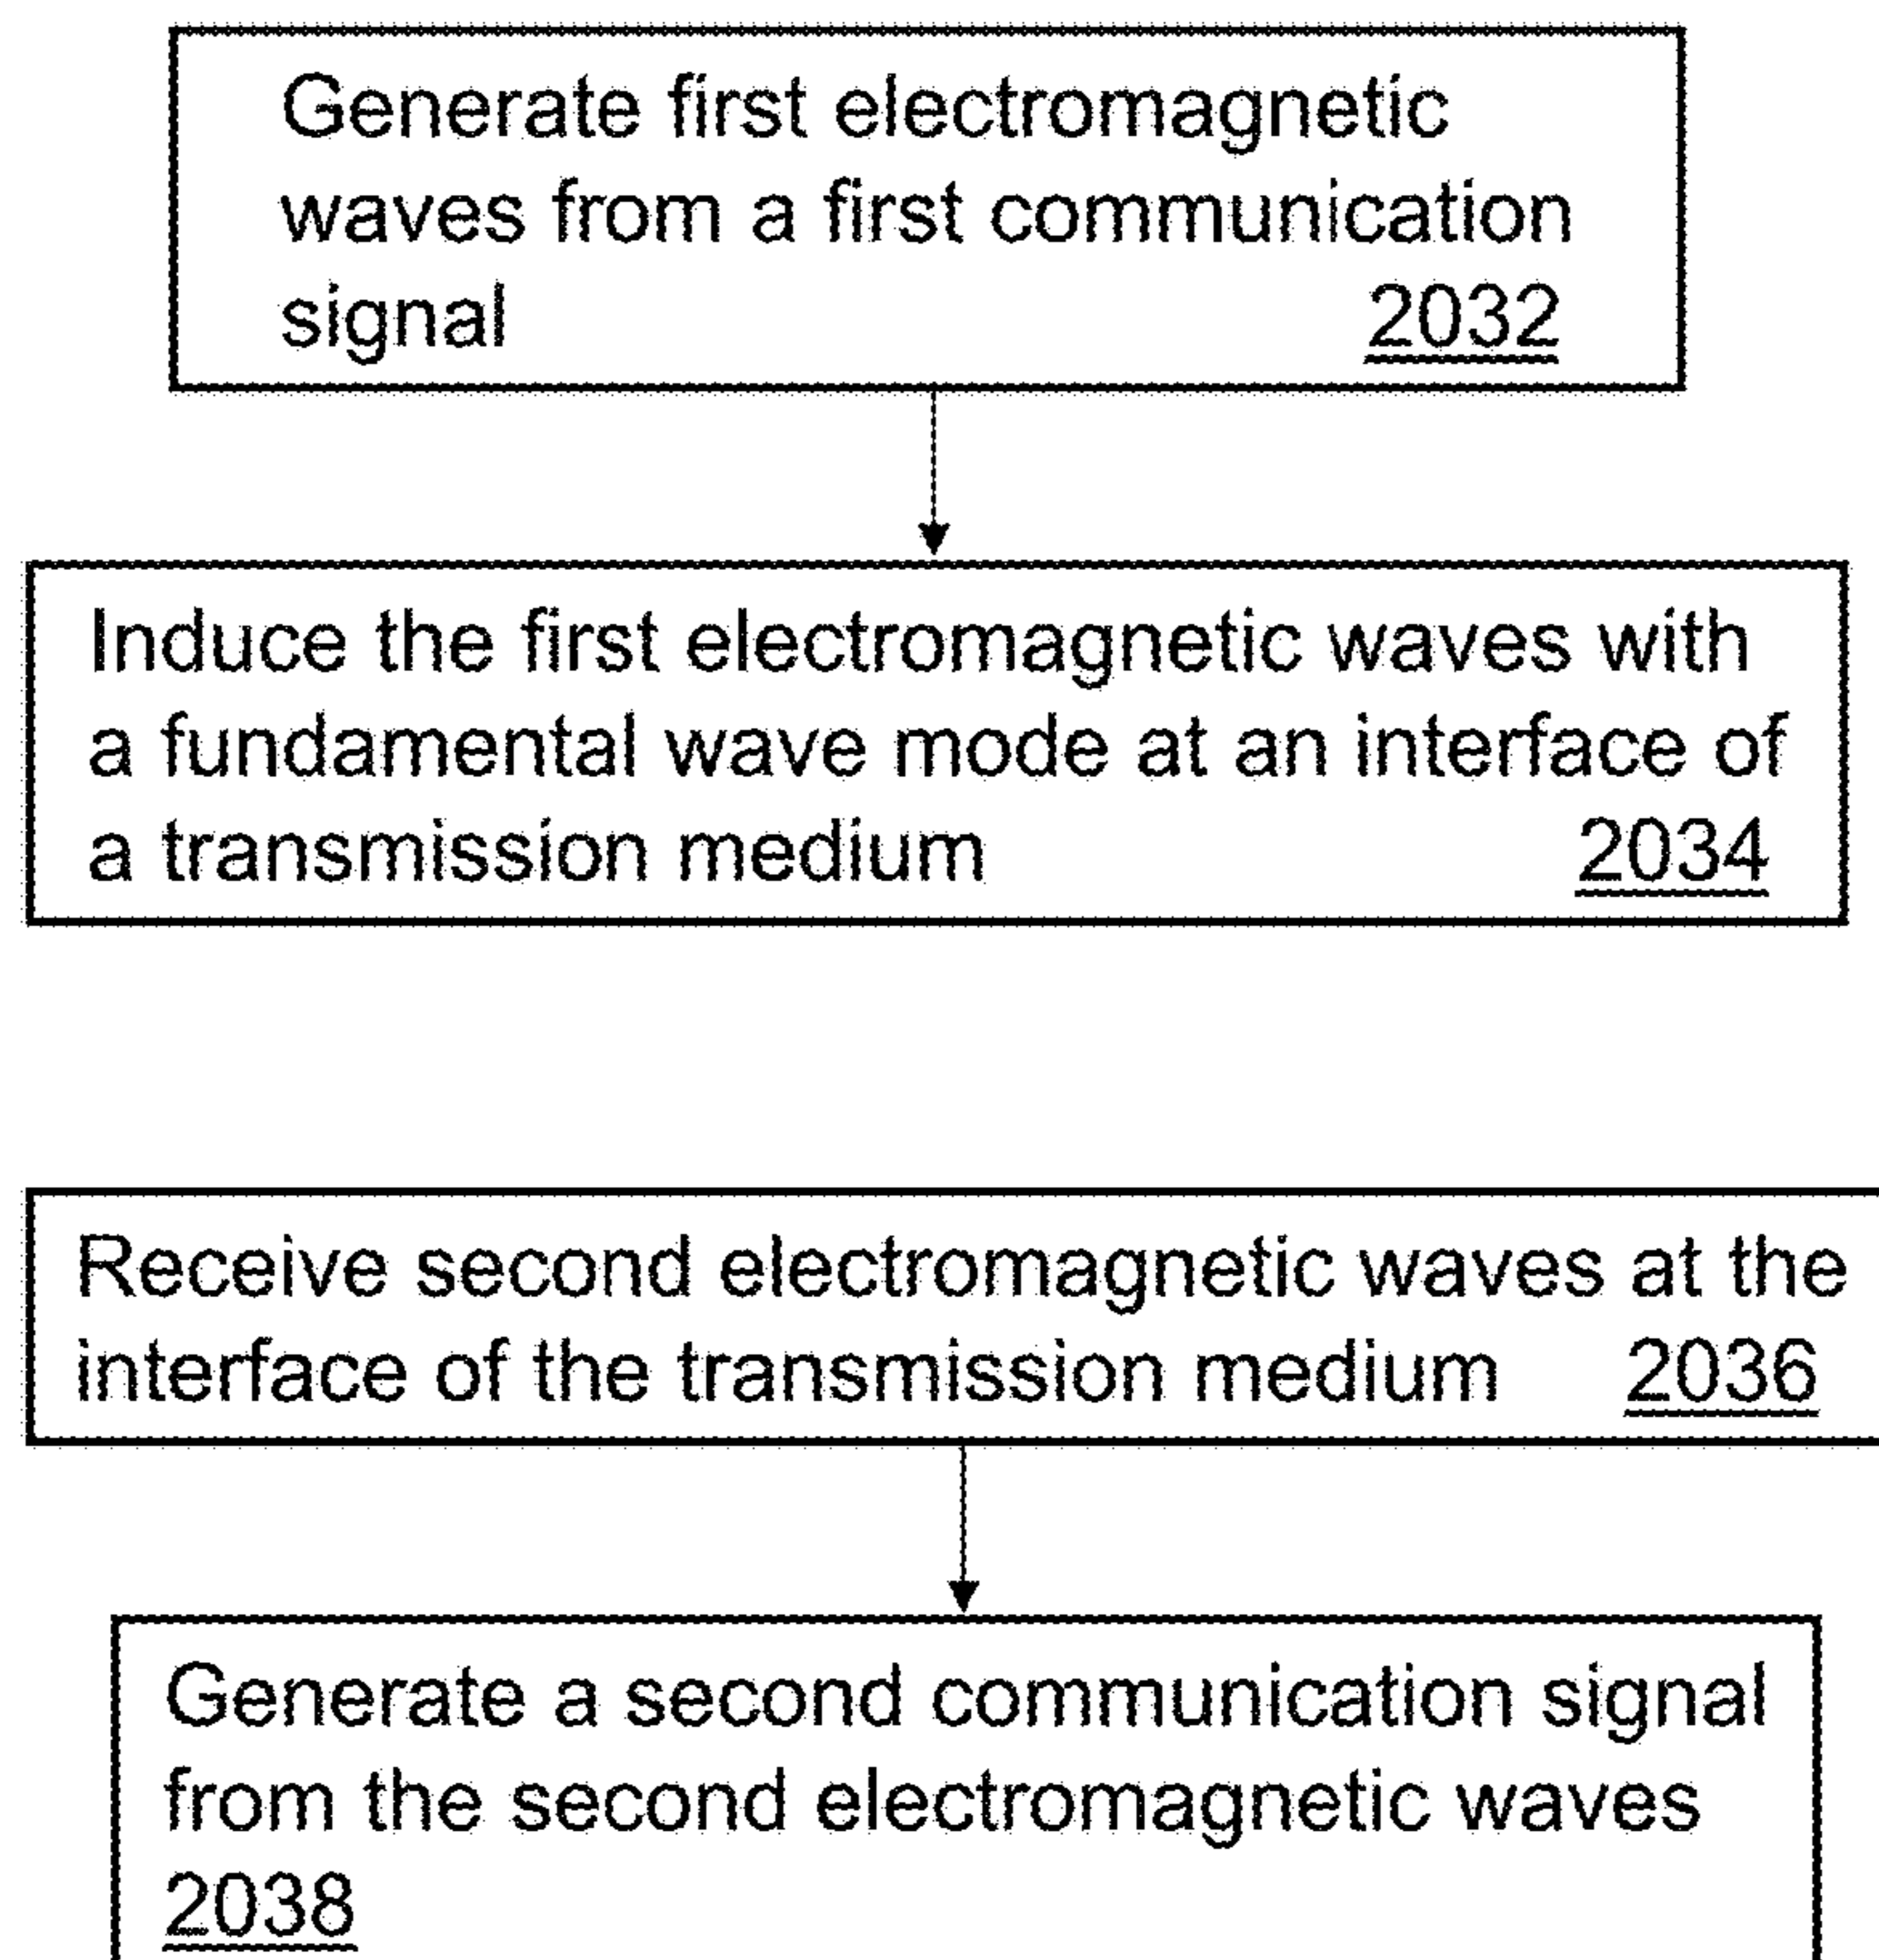 Generate first electromagnetic
waves from a first communication
signal 2032
Induce the first electromagnetic waves with
a fundamental wave mode at an interface of
a transmission medium 2034
Receive second electromagnetic waves at the
interface of the transmission medium 2036
Generate a second communication signal
from the second electromagnetic waves
2038